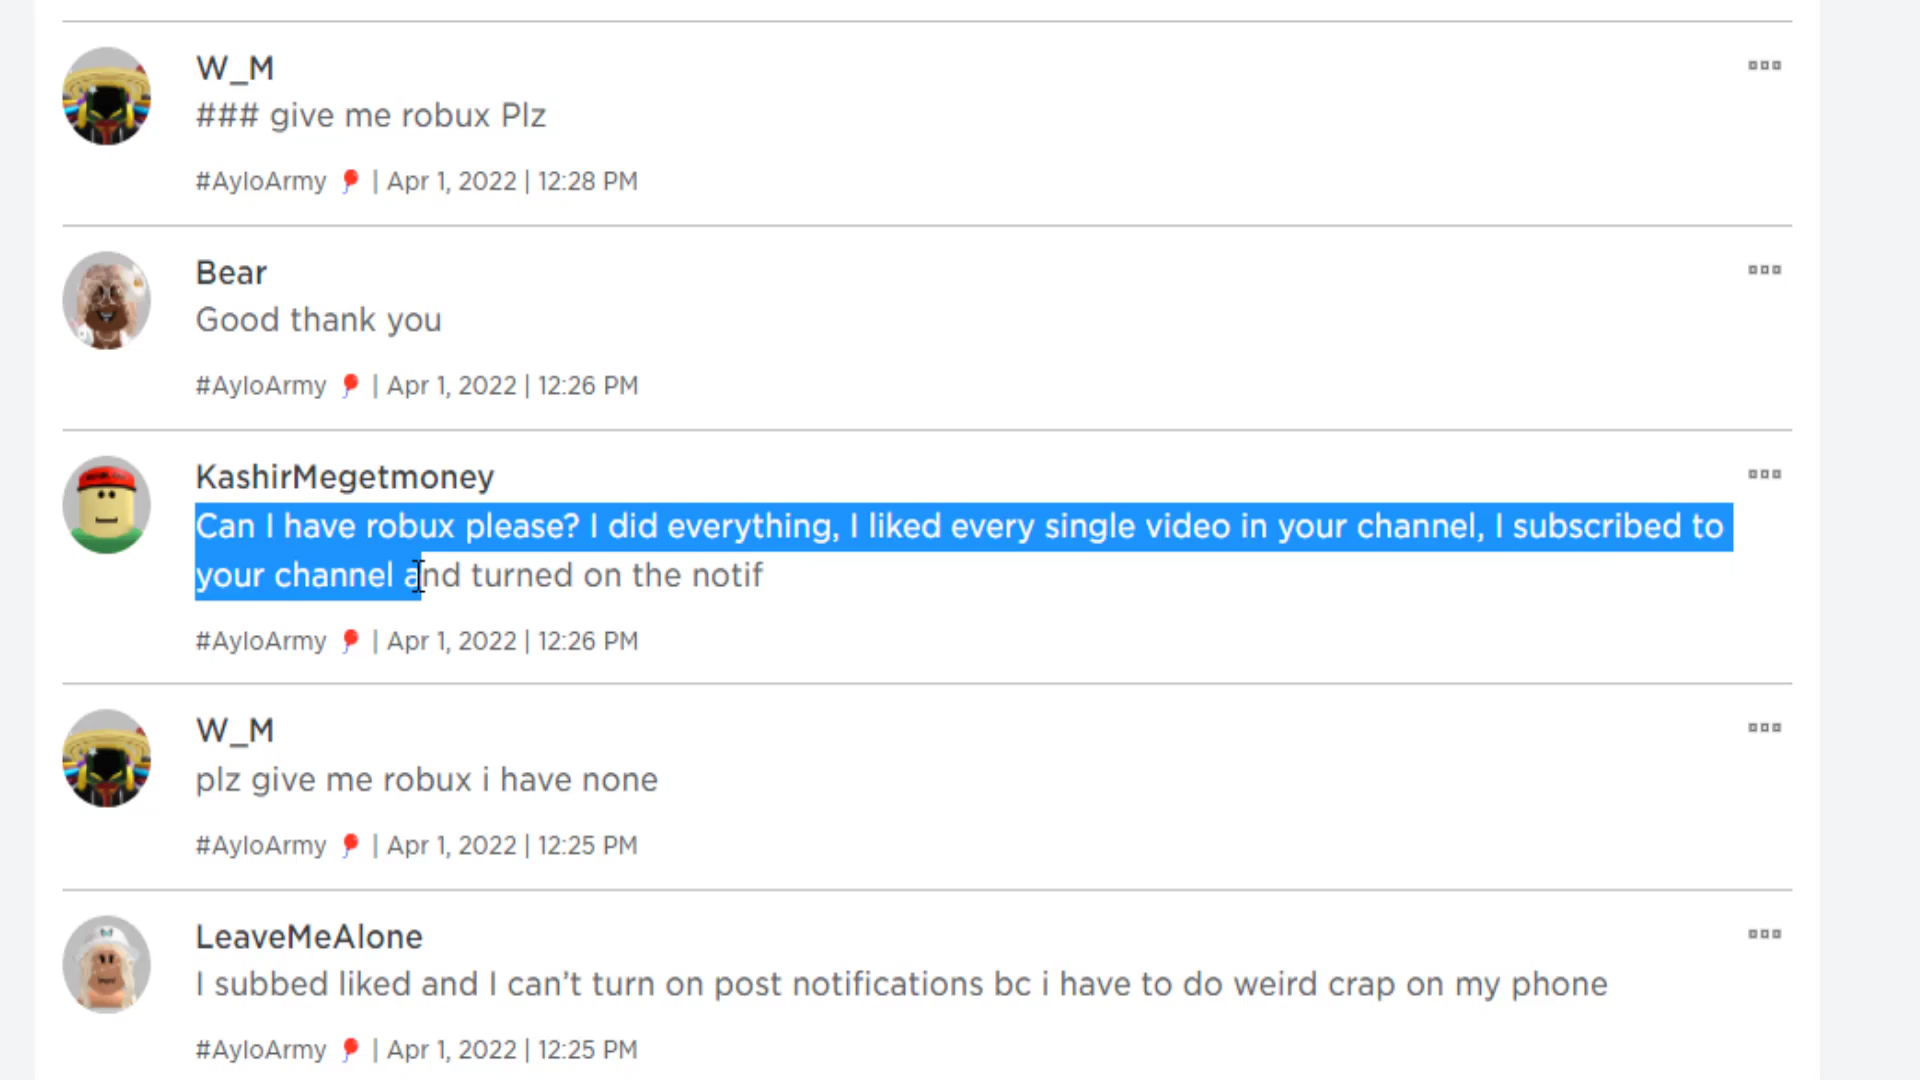 W_M
### give me robux Plz
#AyloArmy 🎈 | Apr 1, 2022 | 12:28 PM
Bear
Good thank you
#AyloArmy 🎈 | Apr 1, 2022 | 12:26 PM
KashirMegetmoney
Can I have robux please? I did everything, I liked every single video in your channel, I subscribed to
your channel and turned on the notif
#AyloArmy 🎈 | Apr 1, 2022 | 12:26 PM
W_M
plz give me robux i have none
#AyloArmy 🎈 | Apr 1, 2022 | 12:25 PM
LeaveMeAlone
I subbed liked and I can’t turn on post notifications bc i have to do weird crap on my phone
#AyloArmy 🎈 | Apr 1, 2022 | 12:25 PM